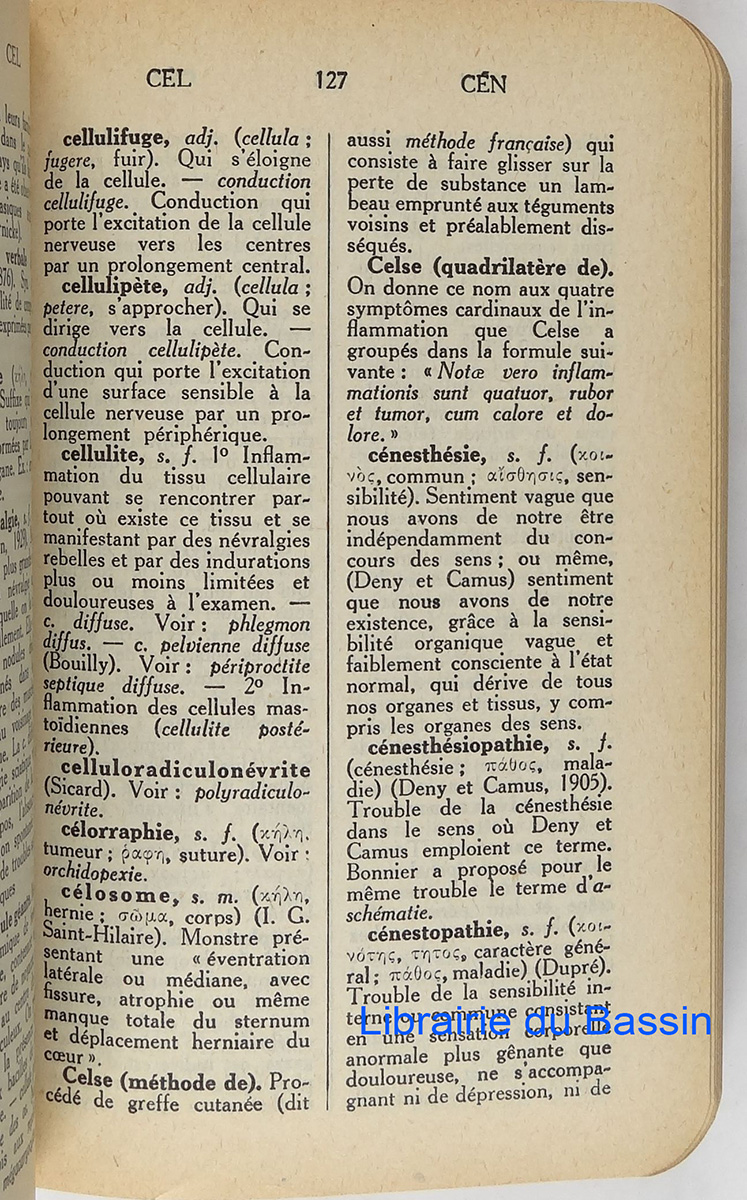 CEL 127 CÉN
cellulifuge, adj. (cellula ;
fugere, fuir). Qui s'éloigne
de la cellule. — conduction
cellulifuge. Conduction qui
porte l'excitation de la cellule
nerveuse vers les centres
par un prolongement central.
cellulipète, adj. (cellula ;
petere, s'approcher). Qui se
dirige vers la cellule. —
conduction cellulipète. Con-
duction qui porte l'excitation
d'une surface sensible à la
cellule nerveuse par un pro-
longement périphérique.
cellulite, s. f. 1º Inflam-
mation du tissu cellulaire
pouvant se rencontrer par-
tout où existe ce tissu et se
manifestant par des névralgies
rebelles et par des indurations
plus ou moins limitées et
douloureuses à l'examen. —
c. diffuse. Voir : phlegmon
diffus. — c. pelvienne diffuse
(Bouilly). Voir : périproctite
septique diffuse. — 2º In-
flammation des cellules mas-
toïdiennes (cellulite posté-
rieure).
celluloradiculonévrite
(Sicard). Voir : polyradiculo-
névrite.
célorraphie, s. f. (κήλη,
tumeur ; ῥαφη, suture). Voir :
orchidopexie.
célosome, s. m. (κήλη,
hernie ; σῶμα, corps) (I. G.
Saint-Hilaire). Monstre pré-
sentant une « éventration
latérale ou médiane, avec
fissure, atrophie ou même
manque totale du sternum
et déplacement herniaire du
cœur ».
Celse (méthode de). Pro-
cédé de greffe cutanée (dit
aussi méthode française) qui
consiste à faire glisser sur la
perte de substance un lam-
beau emprunté aux téguments
voisins et préalablement dis-
séqués.
Celse (quadrilatère de).
On donne ce nom aux quatre
symptômes cardinaux de l'in-
flammation que Celse a
groupés dans la formule sui-
vante : « Notæ vero inflam-
mationis sunt quatuor, rubor
et tumor, cum calore et do-
lore. »
cénesthésie, s. f. (κοι-
νὸς, commun ; αἴσθησις, sen-
sibilité). Sentiment vague que
nous avons de notre être
indépendamment du con-
cours des sens ; ou même,
(Deny et Camus) sentiment
que nous avons de notre
existence, grâce à la sensi-
bilité organique vague et
faiblement consciente à l'état
normal, qui dérive de tous
nos organes et tissus, y com-
pris les organes des sens.
cénesthésiopathie, s. f.
(cénesthésie ; πάθος, mala-
die) (Deny et Camus, 1905).
Trouble de la cénesthésie
dans le sens où Deny et
Camus emploient ce terme.
Bonnier a proposé pour le
même trouble le terme d'a-
schématie.
cénestopathie, s. f. (κοι-
νότης, τητος, caractère géné-
ral ; πάθος, maladie) (Dupré).
Trouble de la sensibilité in-
terne ou commune consistant
en une sensation corporelle
anormale plus gênante que
douloureuse, ne s'accompa-
gnant ni de dépression, ni de
Librairie du Bassin